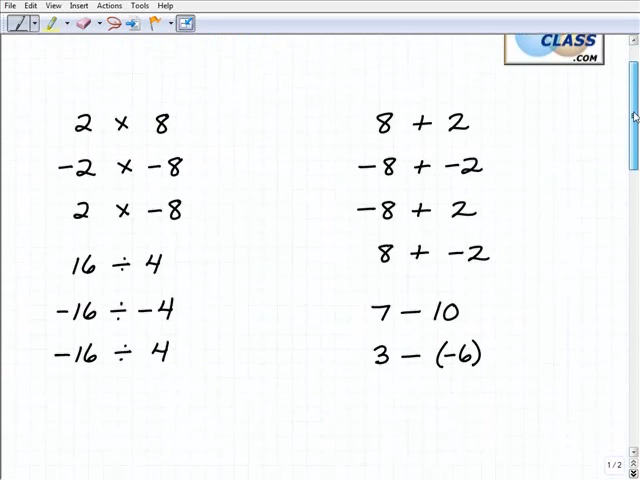 File Edit View Insert Actions Tools Help
CLASS
.COM
2 × 8
-2 × -8
2 × -8
16 ÷ 4
-16 ÷ -4
-16 ÷ 4
8 + 2
-8 + -2
-8 + 2
8 + -2
7 - 10
3 - (-6)
1/2